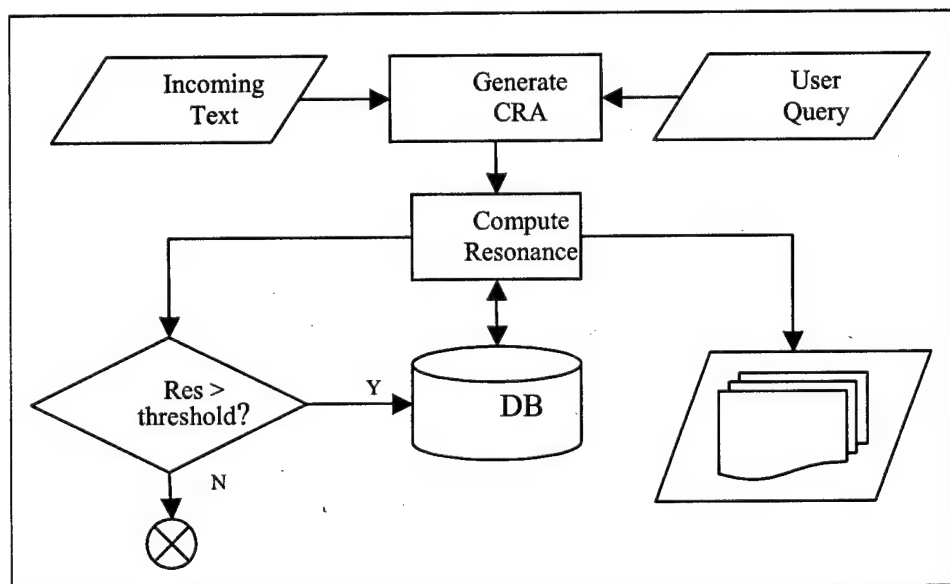 Incoming
Text
Generate
CRA
User
Query
Compute
Resonance
Res >
threshold?
Y
DB
N